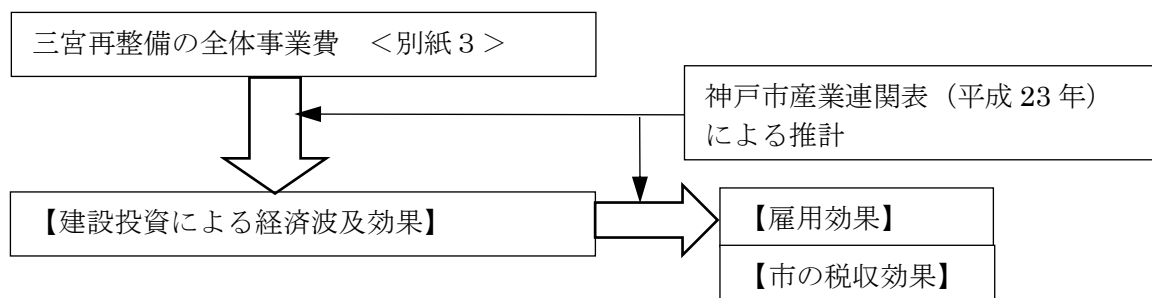 三宮再整備の全体事業費　＜別紙３＞
神戸市産業連関表（平成 23 年）
による推計
【建設投資による経済波及効果】
【雇用効果】
【市の税収効果】